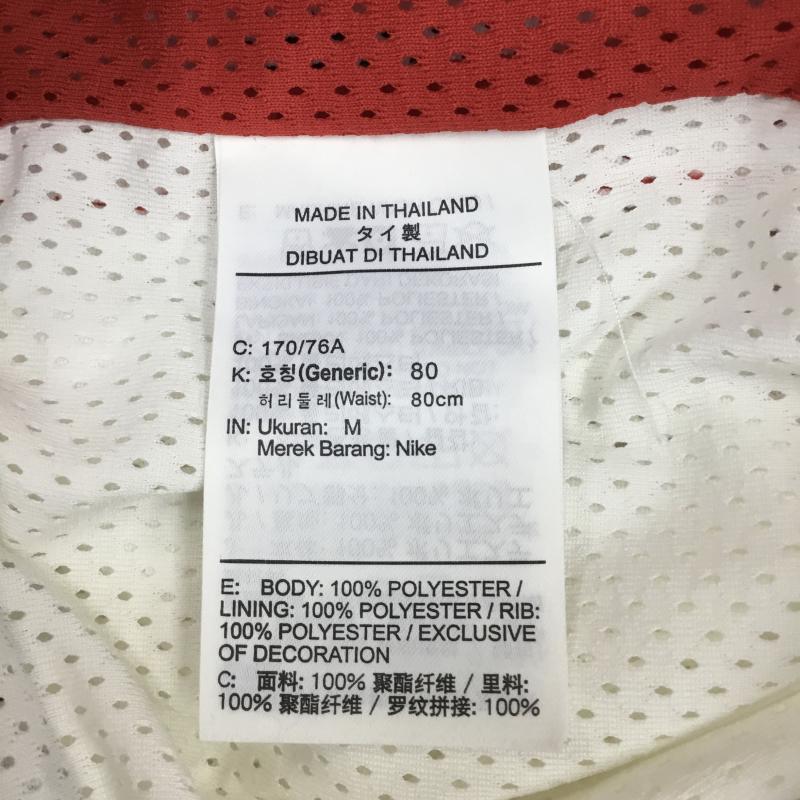 MADE IN THAILAND
タイ製
DIBUAT DI THAILAND
C: 170/76A
K: 호칭(Generic): 80
허리둘레(Waist): 80cm
IN: Ukuran: M
Merek Barang: Nike
E: BODY: 100% POLYESTER /
LINING: 100% POLYESTER / RIB:
100% POLYESTER / EXCLUSIVE
OF DECORATION
C: 面料: 100% 聚酯纤维 / 里料:
100% 聚酯纤维 / 罗纹拼接: 100%